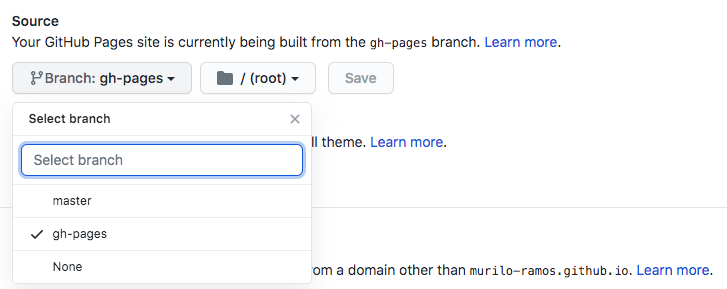 Source
Your GitHub Pages site is currently being built from the gh-pages branch. Learn more.
Branch: gh-pages
/ (root)
Save
Select branch
ll theme. Learn more.
Select branch
master
gh-pages
None
om a domain other than murilo-ramos.github.io. Learn more.